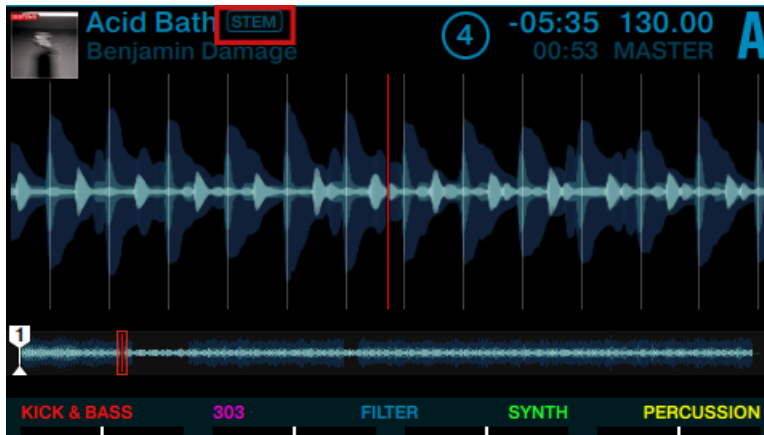 Acid Bath STEM 4 -05:35 130.00 A
Benjamin Damage 00:53 MASTER
1
KICK & BASS 303 FILTER SYNTH PERCUSSION